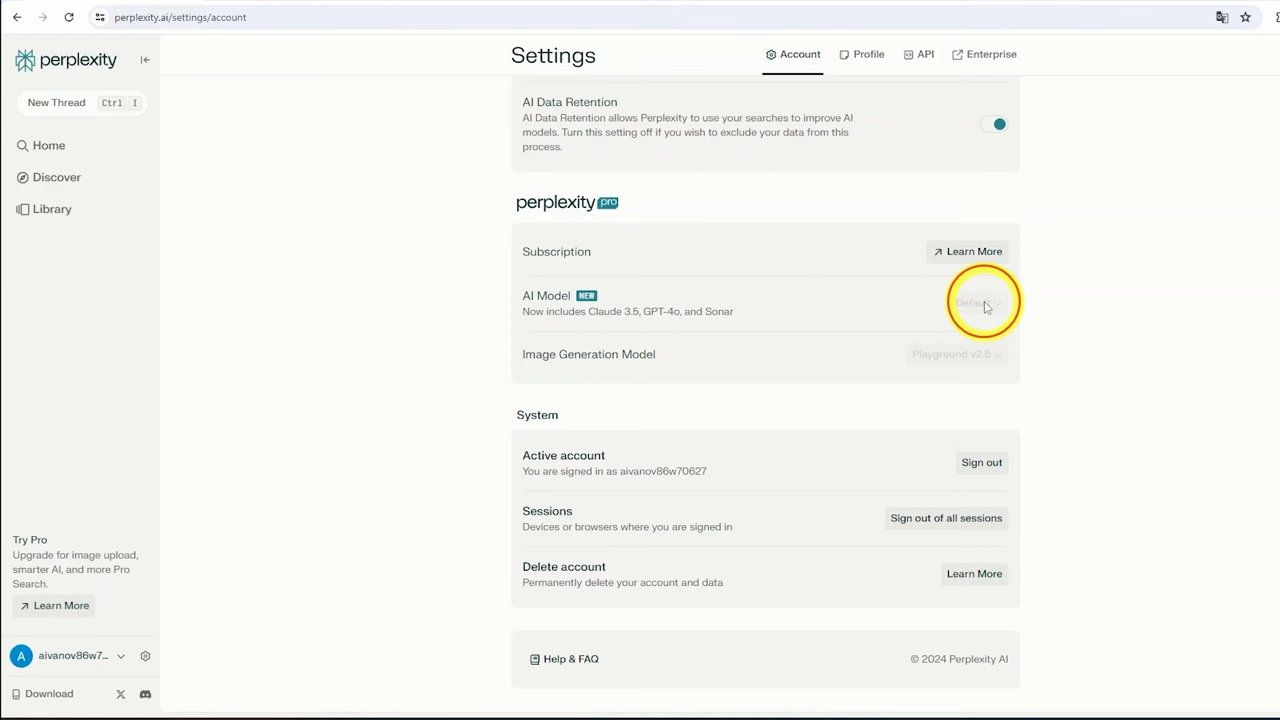 perplexity.ai/settings/account
perplexity
New Thread Ctrl I
Home
Discover
Library
Try Pro
Upgrade for image upload,
smarter AI, and more Pro
Search.
Learn More
aivanov86w7...
Download
Settings
Account Profile API Enterprise
AI Data Retention
AI Data Retention allows Perplexity to use your searches to improve AI
models. Turn this setting off if you wish to exclude your data from this
process.
perplexity pro
Subscription Learn More
AI Model NEW Default
Now includes Claude 3.5, GPT-4o, and Sonar
Image Generation Model Playground v2.5
System
Active account
You are signed in as aivanov86w70627
Sign out
Sessions
Devices or browsers where you are signed in
Sign out of all sessions
Delete account
Permanently delete your account and data
Learn More
Help & FAQ © 2024 Perplexity AI